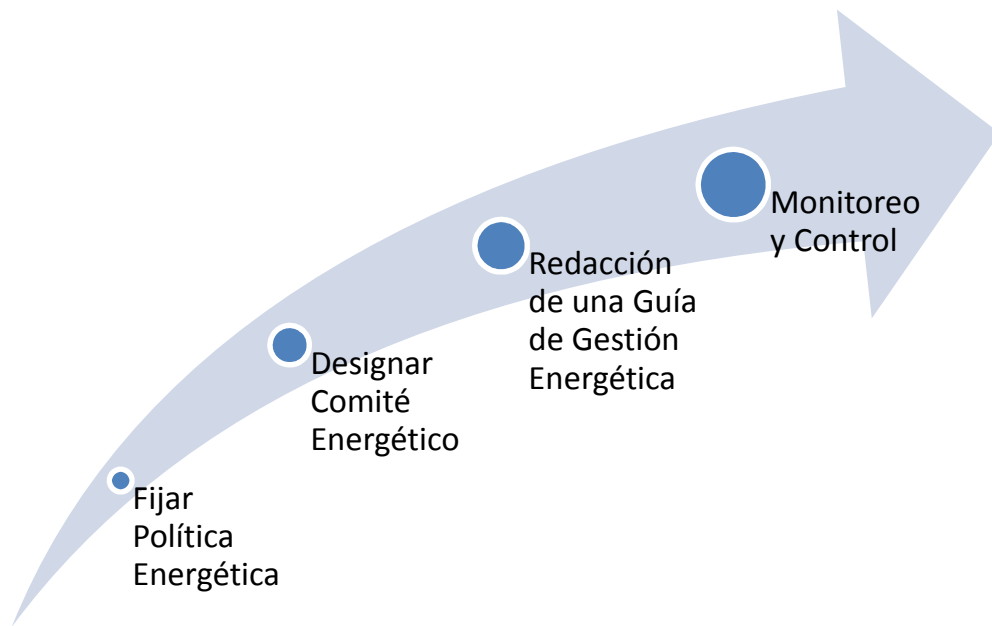 Fijar
Política
Energética
Designar
Comité
Energético
Redacción
de una Guía
de Gestión
Energética
Monitoreo
y Control